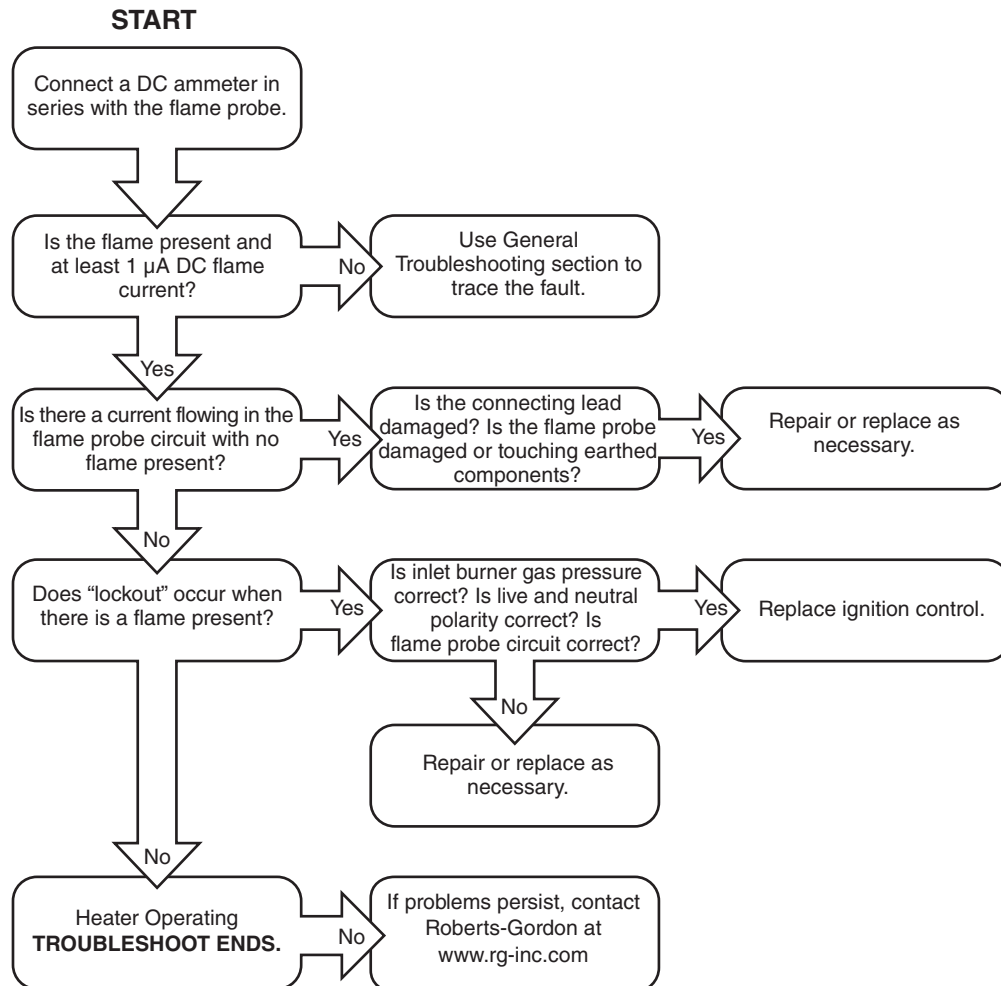 START
Connect a DC ammeter in
series with the flame probe.
Is the flame present and
at least 1 µA DC flame
current?
No
Use General
Troubleshooting section to
trace the fault.
Yes
Is there a current flowing in the
flame probe circuit with no
flame present?
Yes
Is the connecting lead
damaged? Is the flame probe
damaged or touching earthed
components?
Yes
Repair or replace as
necessary.
No
Does “lockout” occur when
there is a flame present?
Yes
Is inlet burner gas pressure
correct? Is live and neutral
polarity correct? Is
flame probe circuit correct?
Yes
Replace ignition control.
No
Repair or replace as
necessary.
No
Heater Operating
TROUBLESHOOT ENDS.
No
If problems persist, contact
Roberts-Gordon at
www.rg-inc.com